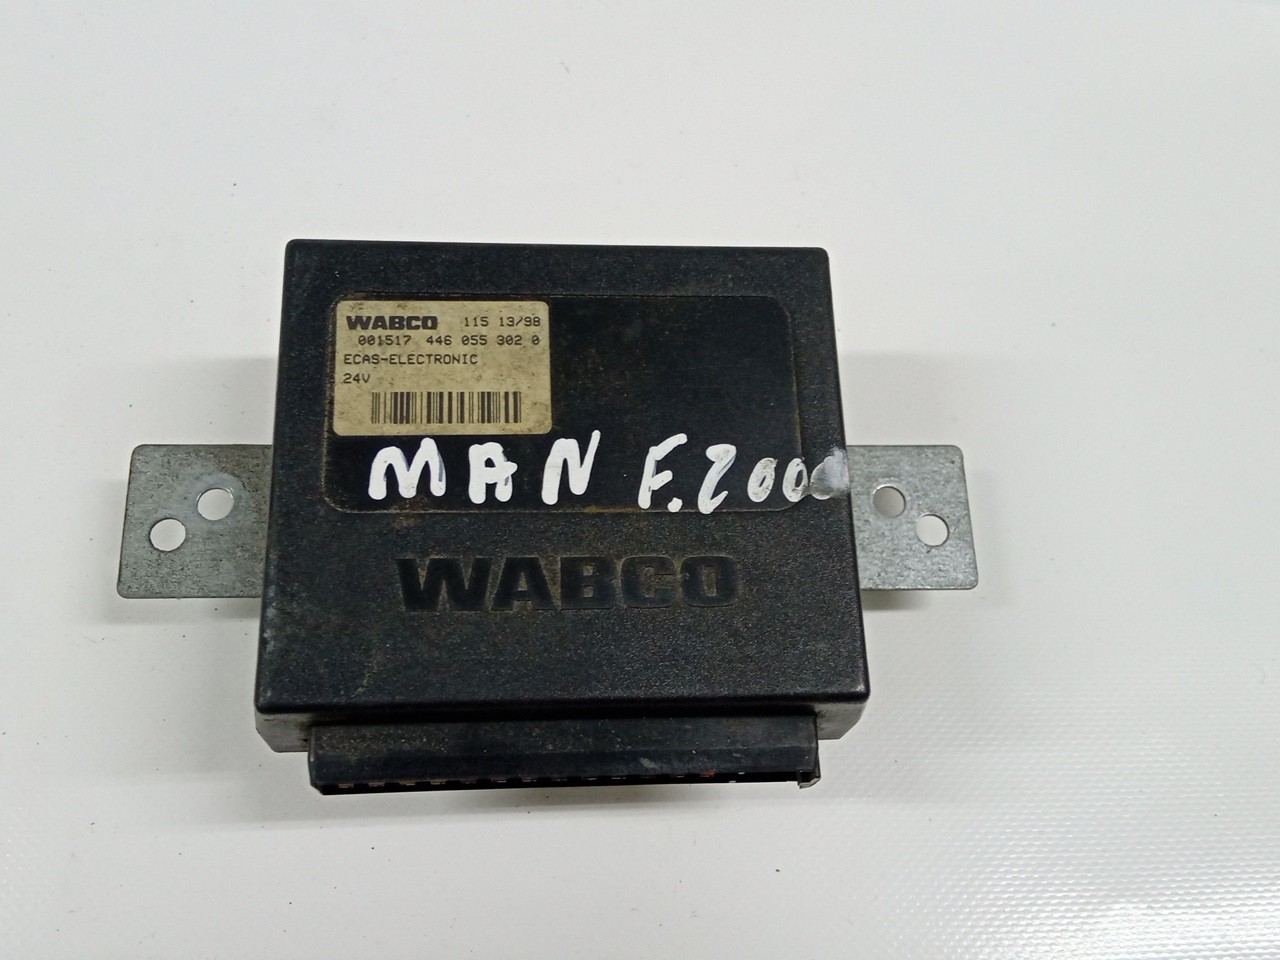 WABCO 115 13/98
001517 446 055 302 0
ECAS-ELECTRONIC
24V
MAN F.2000
WABCO